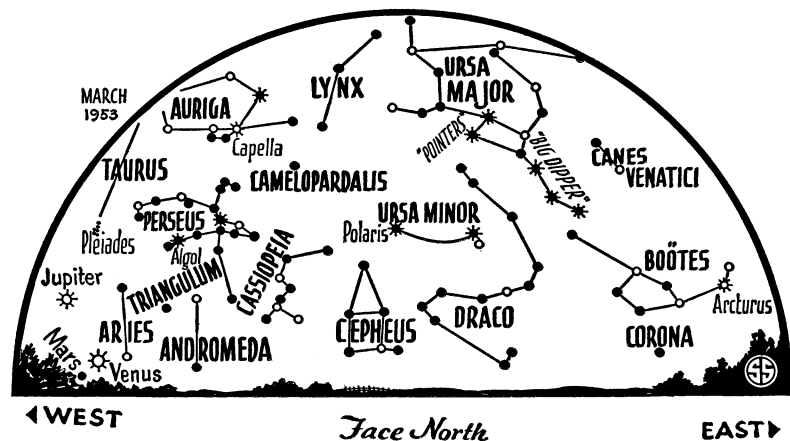 MARCH
1953
AURIGA
Capella
LYNX
URSA
MAJOR
"POINTERS"
"BIG DIPPER"
CANES
VENATICI
TAURUS
CAMELOPARDALIS
PERSEUS
the
Pleiades
Algol
Polaris
URSA MINOR
CASSIOPEIA
BOÖTES
Arcturus
Jupiter
TRIANGULUM
Mars
ARIES
Venus
ANDROMEDA
CEPHEUS
DRACO
CORONA
SS
WEST
Face North
EAST